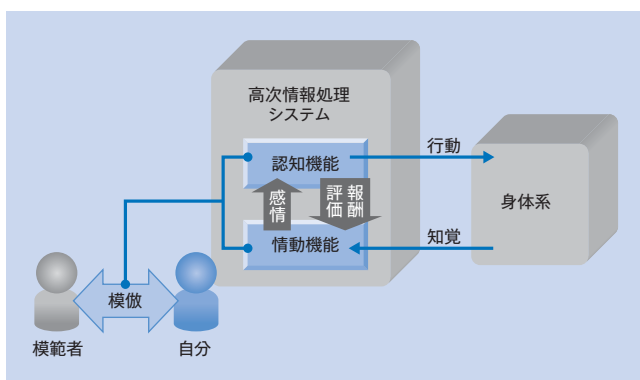 高次情報処理
システム
認知機能
行動
感情
報酬
評価
身体系
情動機能
知覚
模倣
模範者
自分